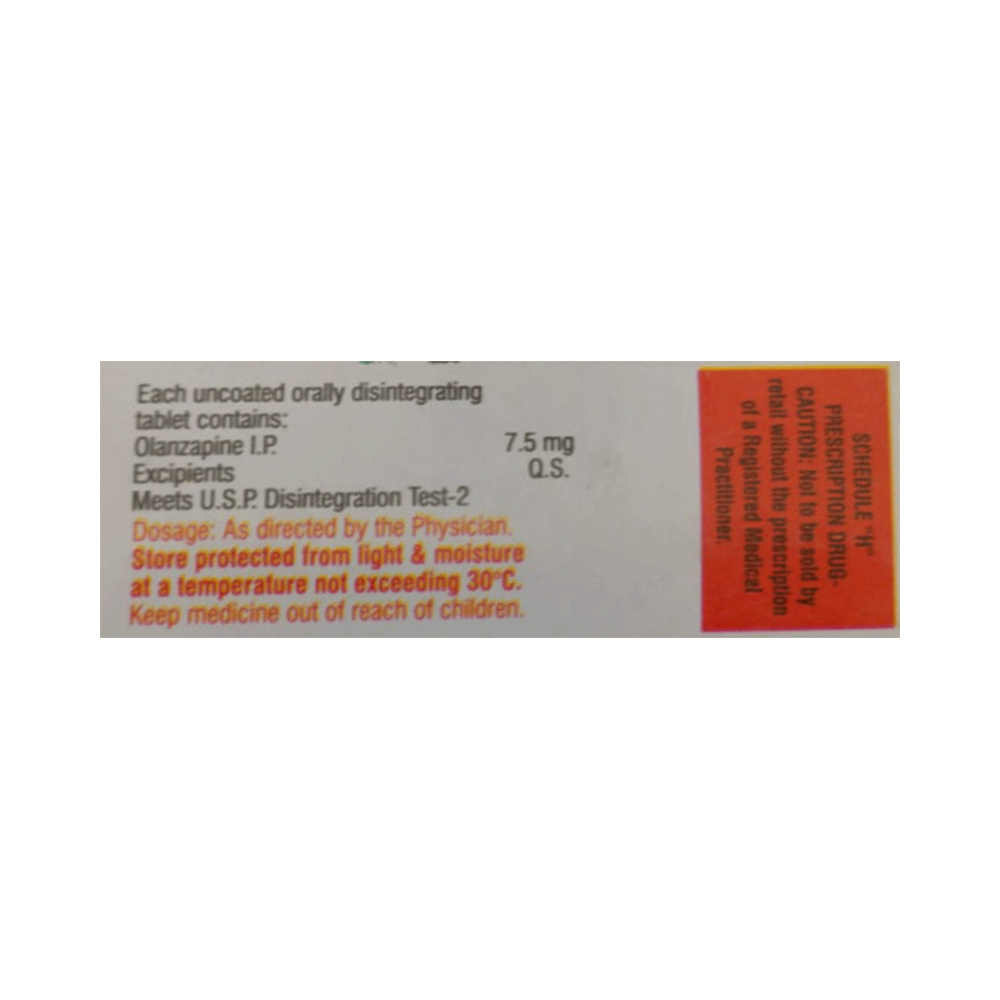 Each uncoated orally disintegrating
tablet contains:
Olanzapine I.P. 7.5 mg
Excipients Q.S.
Meets U.S.P. Disintegration Test-2
Dosage: As directed by the Physician.
Store protected from light & moisture
at a temperature not exceeding 30°C.
Keep medicine out of reach of children.
SCHEDULE "H"
PRESCRIPTION DRUG-
CAUTION: Not to be sold by
retail without the prescription
of a Registered Medical
Practitioner.